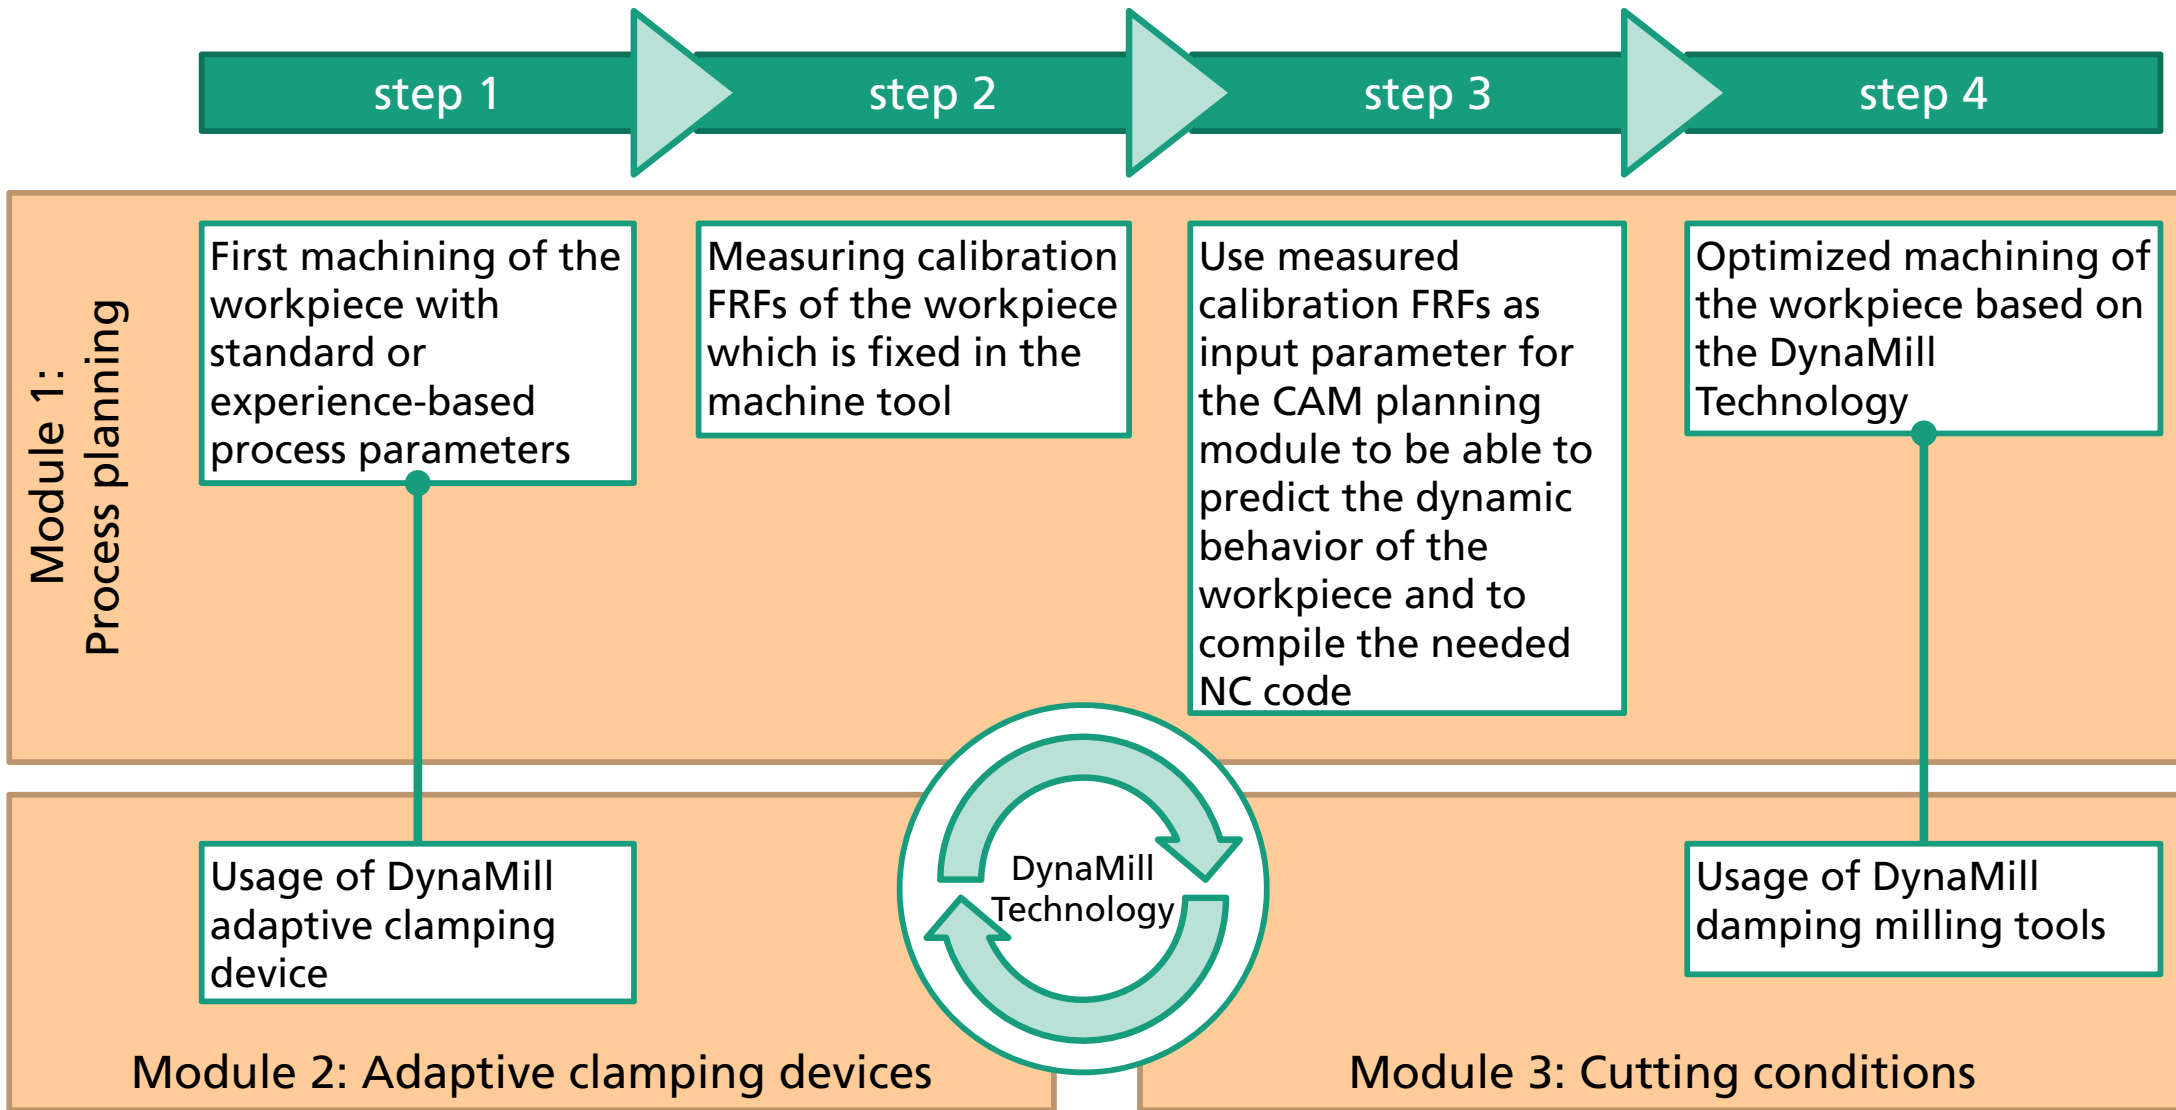 step 1
step 2
step 3
step 4
Module 1:
Process planning
First machining of the
workpiece with
standard or
experience-based
process parameters
Measuring calibration
FRFs of the workpiece
which is fixed in the
machine tool
Use measured
calibration FRFs as
input parameter for
the CAM planning
module to be able to
predict the dynamic
behavior of the
workpiece and to
compile the needed
NC code
Optimized machining of
the workpiece based on
the DynaMill
Technology
Usage of DynaMill
adaptive clamping
device
DynaMill
Technology
Usage of DynaMill
damping milling tools
Module 2: Adaptive clamping devices
Module 3: Cutting conditions